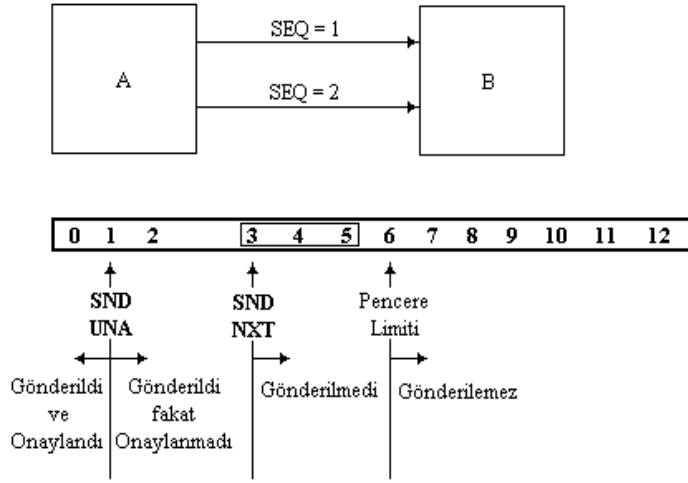 SEQ = 1
A
B
SEQ = 2
0 1 2 3 4 5 6 7 8 9 10 11 12
SND UNA
SND NXT
Pencere Limiti
Gönderildi ve Onaylandı
Gönderildi fakat Onaylanmadı
Gönderilmedi
Gönderilemez